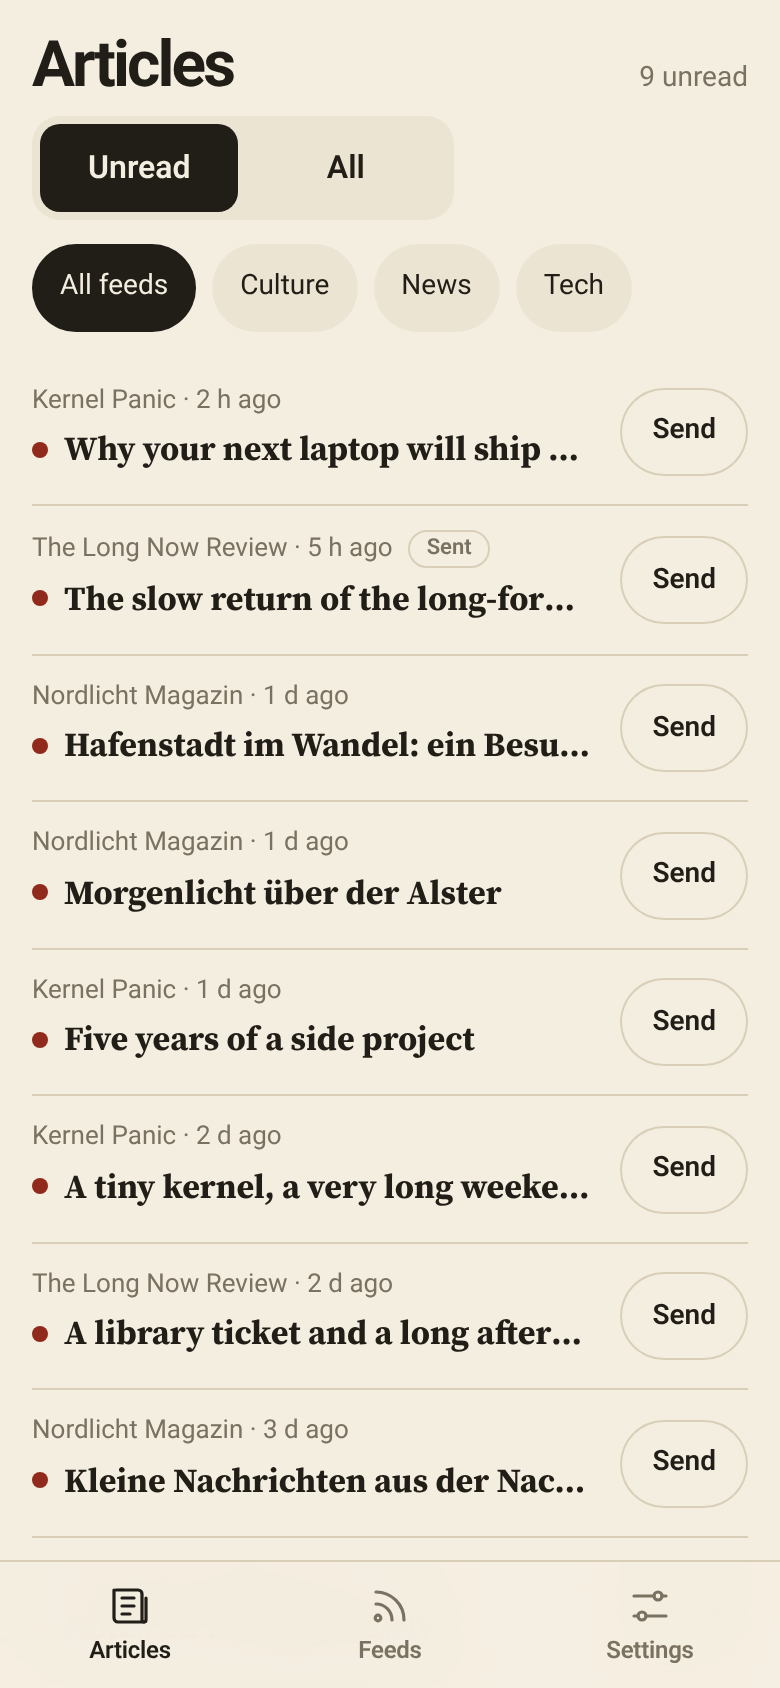 Articles
9 unread
Unread
All
All feeds
Culture
News
Tech
Kernel Panic · 2 h ago
Why your next laptop will ship ...
Send
The Long Now Review · 5 h ago
Sent
The slow return of the long-for...
Send
Nordlicht Magazin · 1 d ago
Hafenstadt im Wandel: ein Besu...
Send
Nordlicht Magazin · 1 d ago
Morgenlicht über der Alster
Send
Kernel Panic · 1 d ago
Five years of a side project
Send
Kernel Panic · 2 d ago
A tiny kernel, a very long weeke...
Send
The Long Now Review · 2 d ago
A library ticket and a long after...
Send
Nordlicht Magazin · 3 d ago
Kleine Nachrichten aus der Nac...
Send
Articles
Feeds
Settings